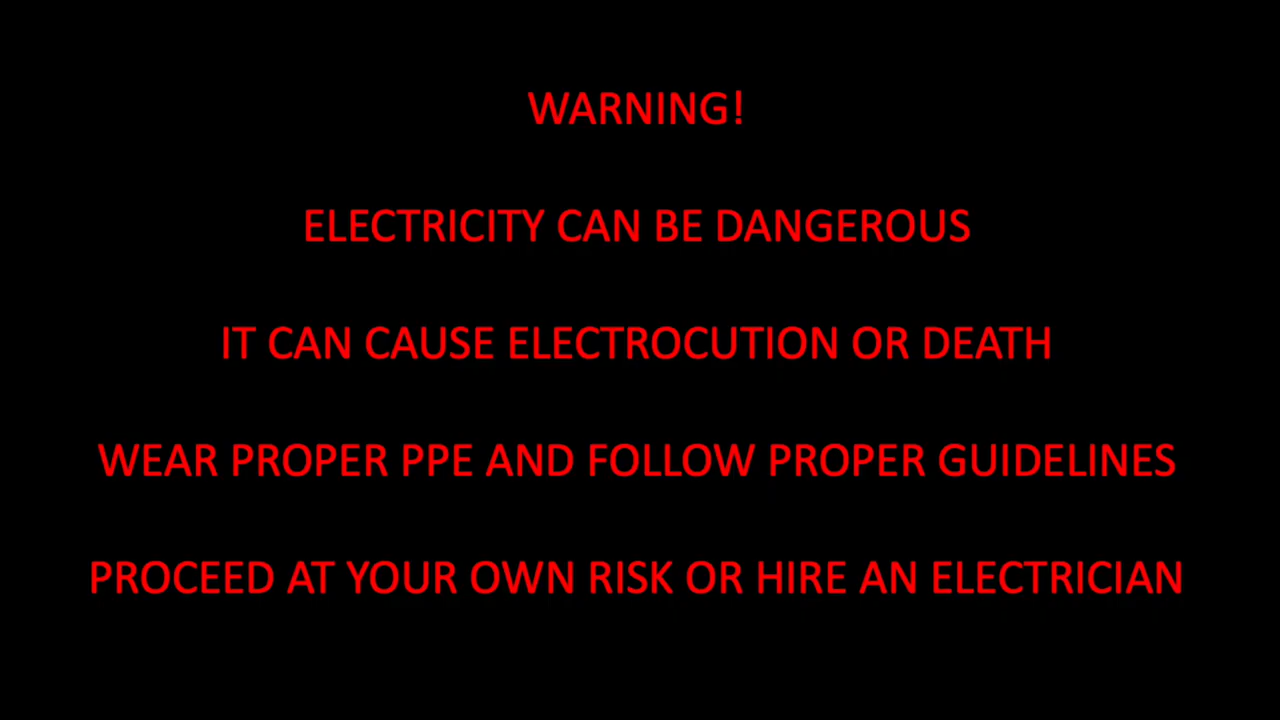 WARNING!
ELECTRICITY CAN BE DANGEROUS
IT CAN CAUSE ELECTROCUTION OR DEATH
WEAR PROPER PPE AND FOLLOW PROPER GUIDELINES
PROCEED AT YOUR OWN RISK OR HIRE AN ELECTRICIAN